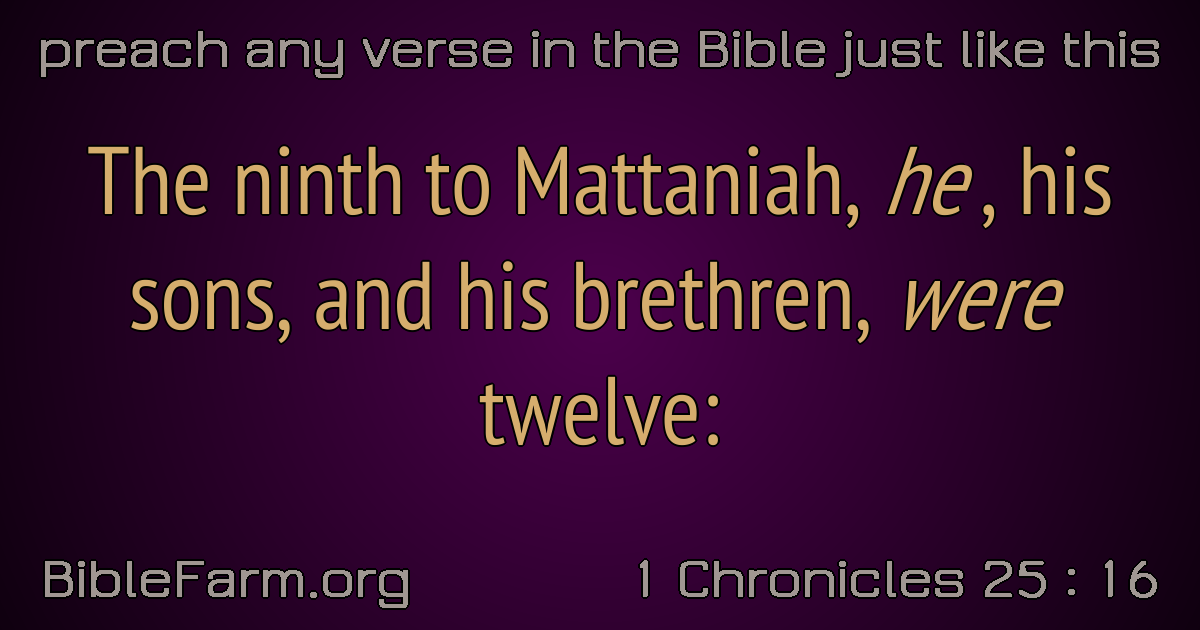 preach any verse in the Bible just like this
The ninth to Mattaniah, he , his
sons, and his brethren, were
twelve:
BibleFarm.org 1 Chronicles 25 : 16